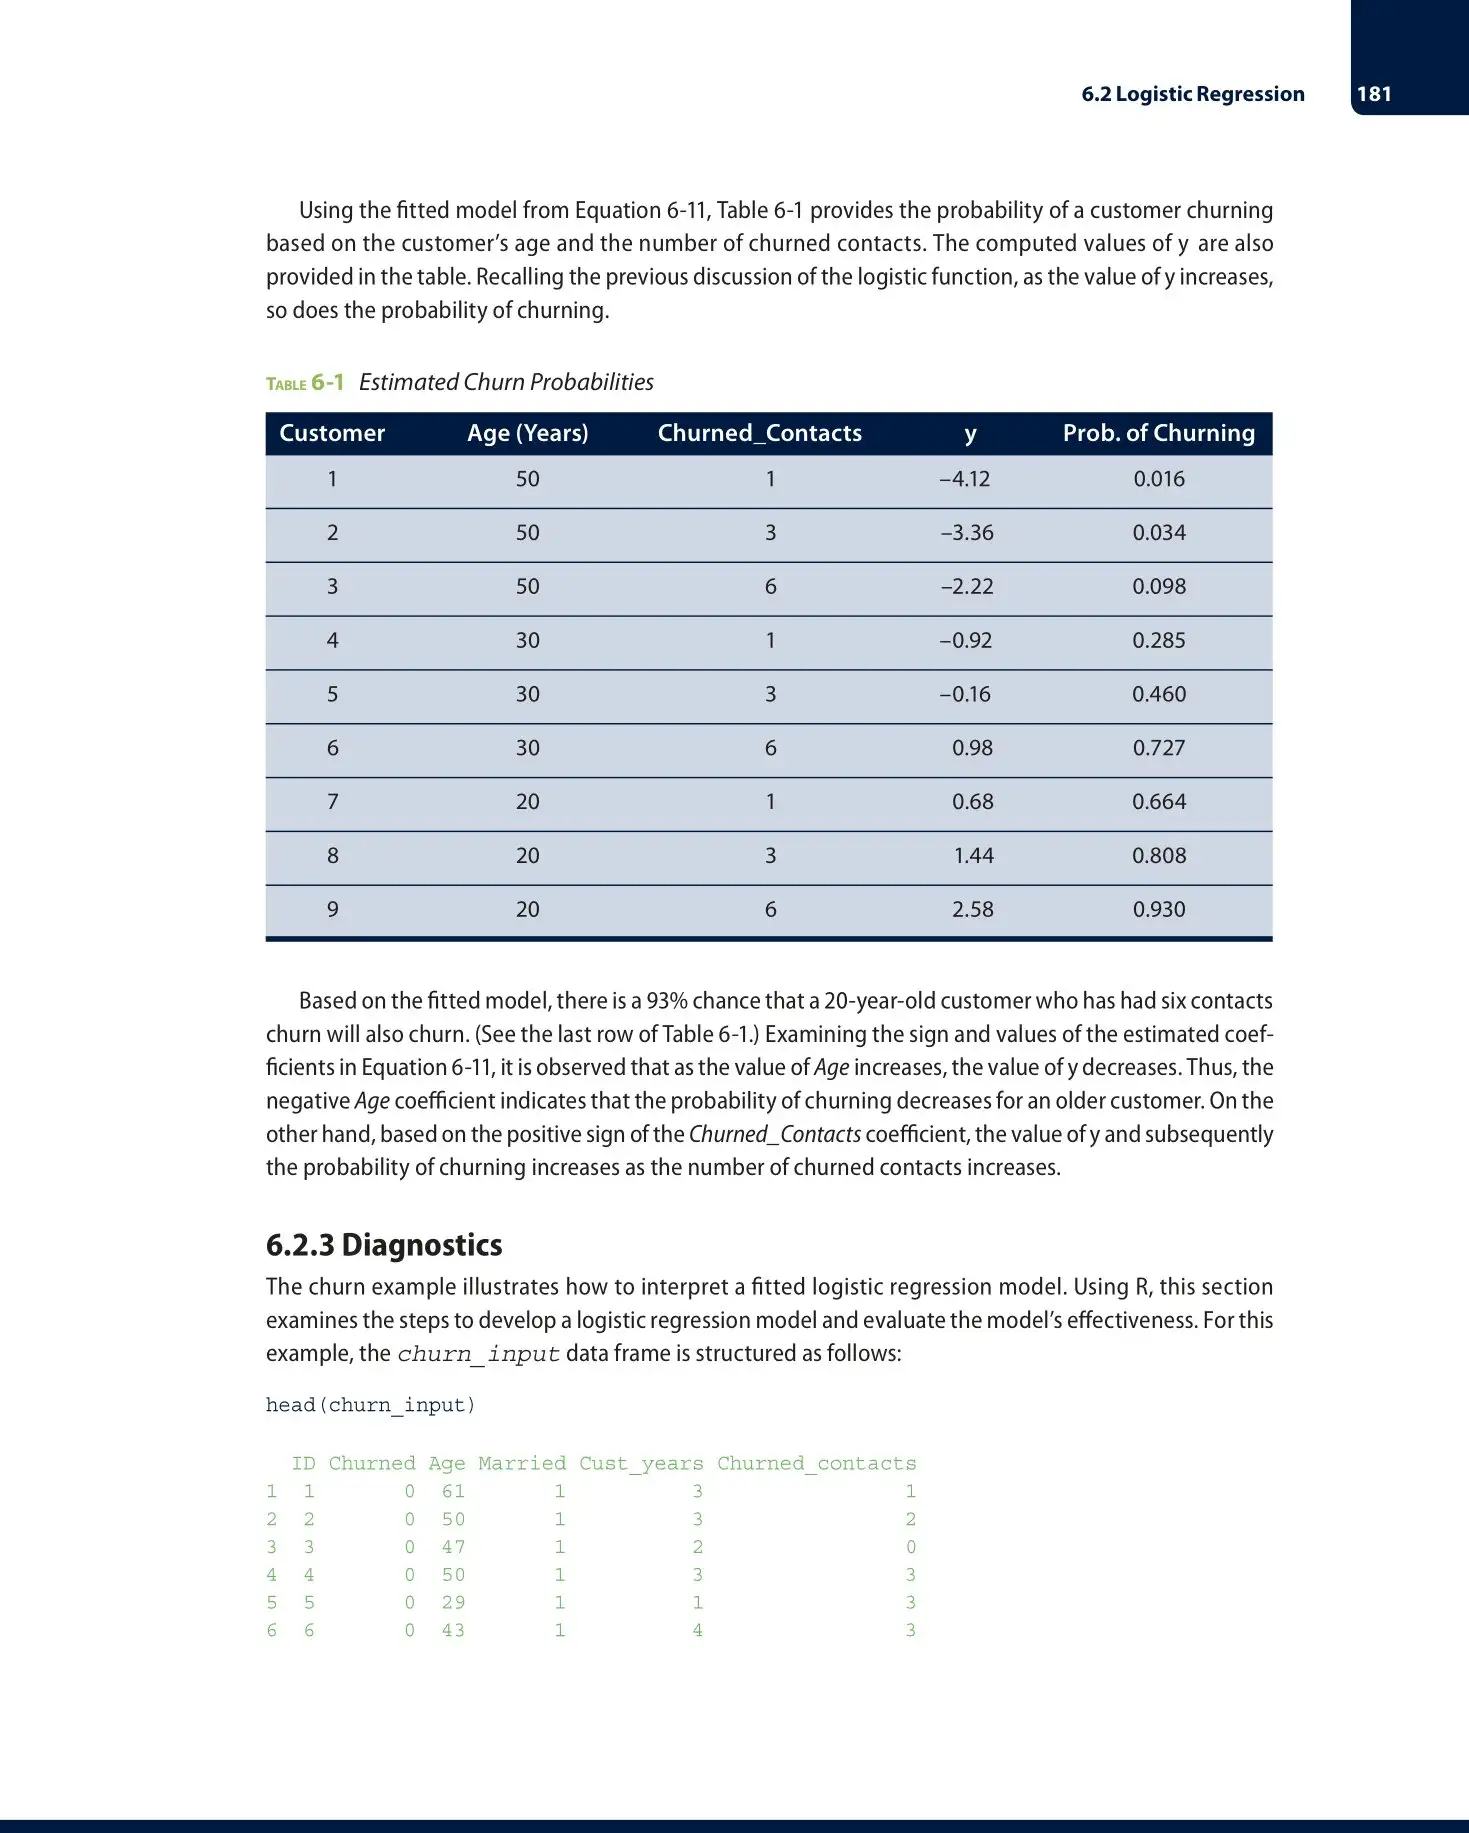 6.2 Logistic Regression 181
Using the fitted model from Equation 6-11, Table 6-1 provides the probability of a customer churning
based on the customer’s age and the number of churned contacts. The computed values of y are also
provided in the table. Recalling the previous discussion of the logistic function, as the value of y increases,
so does the probability of churning.
TABLE 6-1 Estimated Churn Probabilities
Customer Age (Years) Churned_Contacts y Prob. of Churning
1 50 1 –4.12 0.016
2 50 3 –3.36 0.034
3 50 6 –2.22 0.098
4 30 1 –0.92 0.285
5 30 3 –0.16 0.460
6 30 6 0.98 0.727
7 20 1 0.68 0.664
8 20 3 1.44 0.808
9 20 6 2.58 0.930
Based on the fitted model, there is a 93% chance that a 20-year-old customer who has had six contacts
churn will also churn. (See the last row of Table 6-1.) Examining the sign and values of the estimated coef-
ficients in Equation 6-11, it is observed that as the value of Age increases, the value of y decreases. Thus, the
negative Age coefficient indicates that the probability of churning decreases for an older customer. On the
other hand, based on the positive sign of the Churned_Contacts coefficient, the value of y and subsequently
the probability of churning increases as the number of churned contacts increases.
6.2.3 Diagnostics
The churn example illustrates how to interpret a fitted logistic regression model. Using R, this section
examines the steps to develop a logistic regression model and evaluate the model’s effectiveness. For this
example, the churn_input data frame is structured as follows:
head(churn_input)
ID Churned Age Married Cust_years Churned_contacts
1 1 0 61 1 3 1
2 2 0 50 1 3 2
3 3 0 47 1 2 0
4 4 0 50 1 3 3
5 5 0 29 1 1 3
6 6 0 43 1 4 3